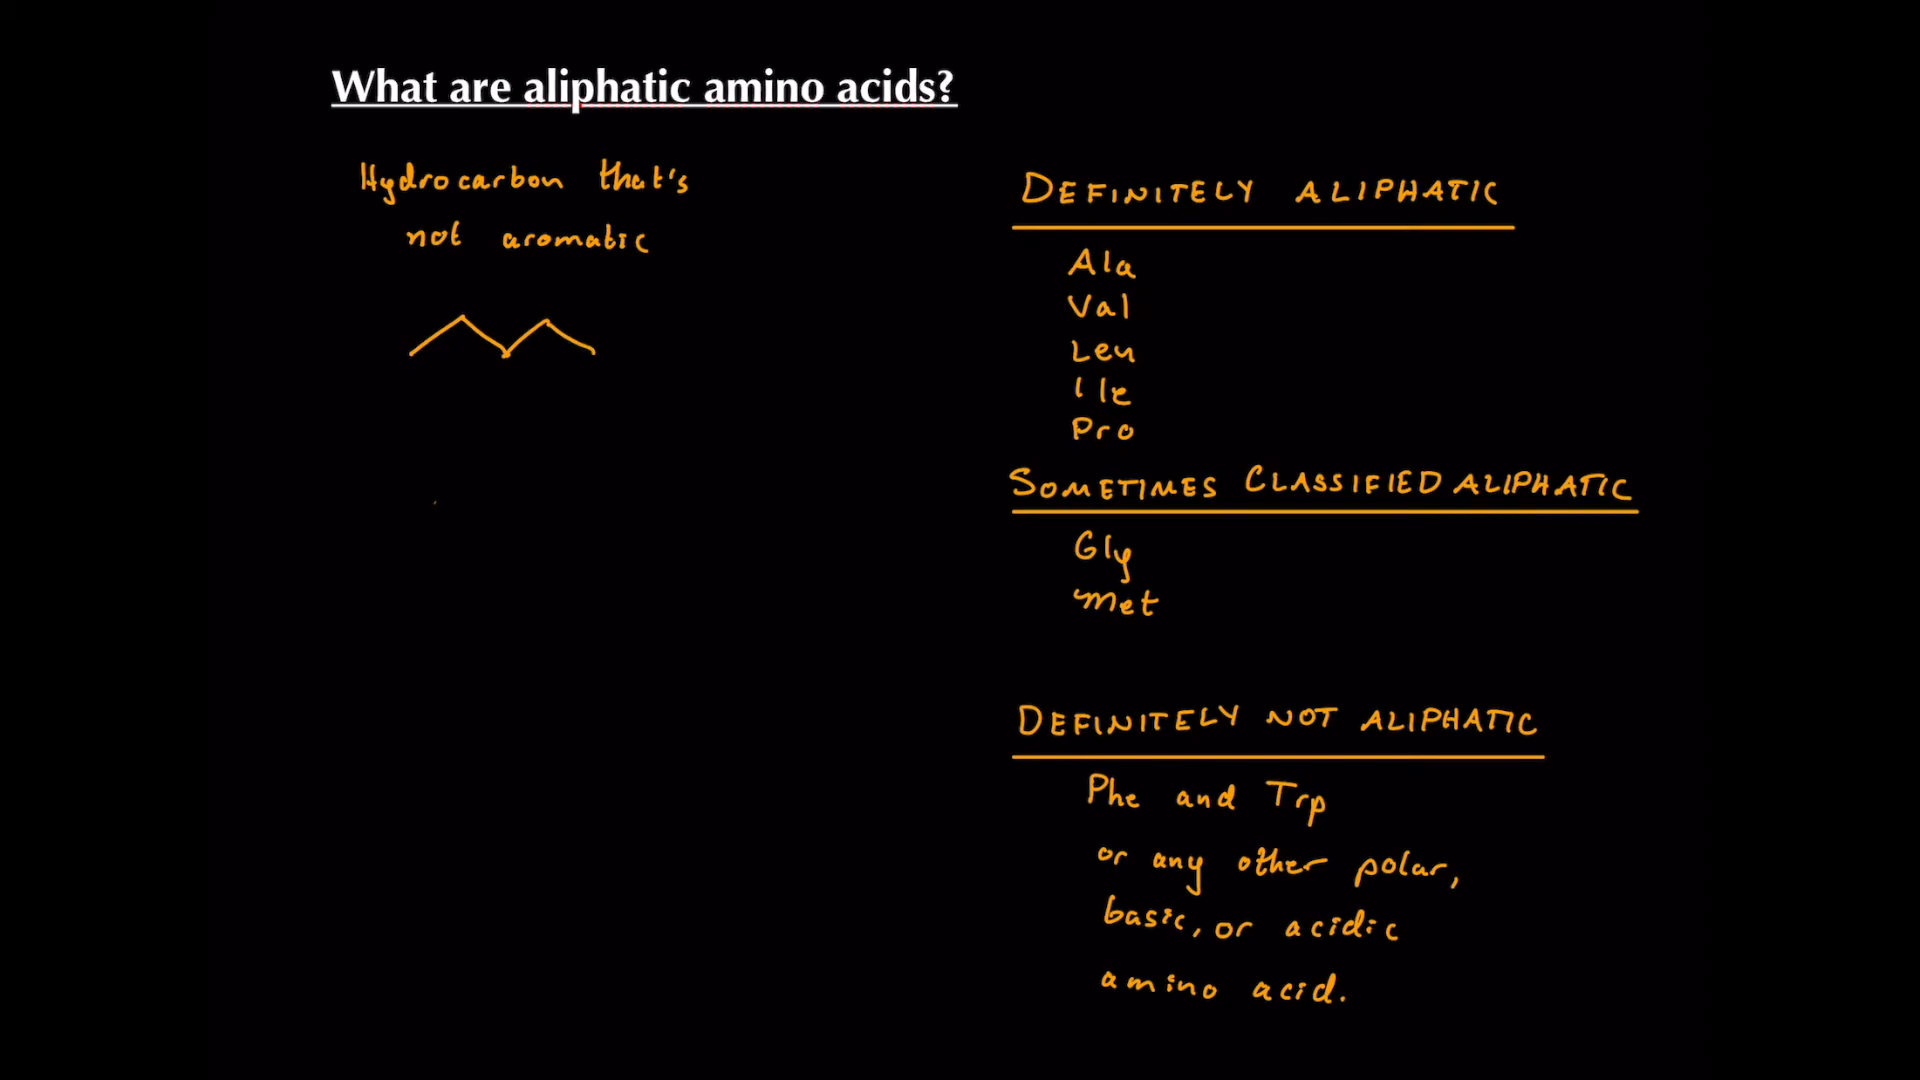 What are aliphatic amino acids?
Hydrocarbon that's
not aromatic
DEFINITELY ALIPHATIC
Ala
Val
Leu
Ile
Pro
SOMETIMES CLASSIFIED ALIPHATIC
Gly
Met
DEFINITELY NOT ALIPHATIC
Phe and Trp
or any other polar,
basic, or acidic
amino acid.